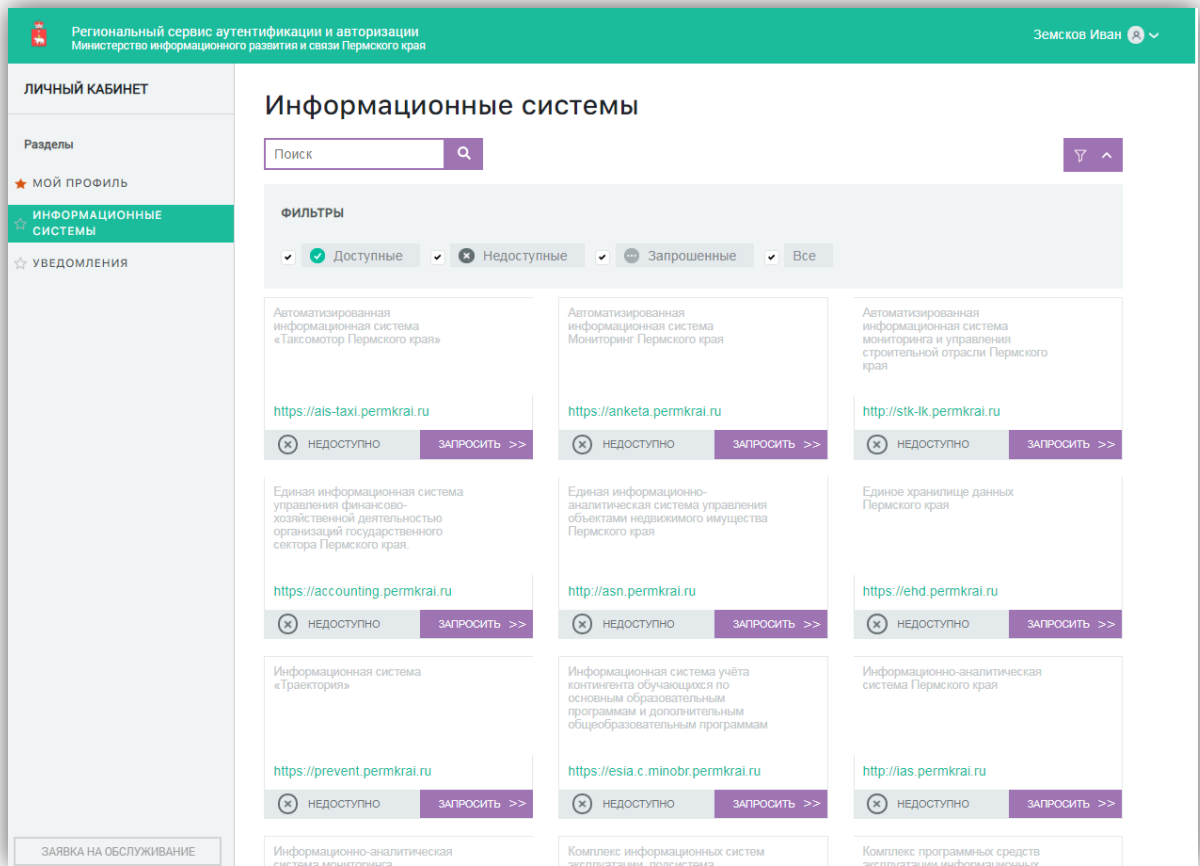 Региональный сервис аутентификации и авторизации
Министерство информационного развития и связи Пермского края
Земсков Иван
ЛИЧНЫЙ КАБИНЕТ
Разделы
МОЙ ПРОФИЛЬ
ИНФОРМАЦИОННЫЕ
СИСТЕМЫ
УВЕДОМЛЕНИЯ
ЗАЯВКА НА ОБСЛУЖИВАНИЕ
Информационные системы
Поиск
ФИЛЬТРЫ
Доступные Недоступные Запрошенные Все
Автоматизированная
информационная система
«Таксомотор Пермского края»
https://ais-taxi.permkrai.ru
НЕДОСТУПНО ЗАПРОСИТЬ >>
Автоматизированная
информационная система
Мониторинг Пермского края
https://anketa.permkrai.ru
НЕДОСТУПНО ЗАПРОСИТЬ >>
Автоматизированная
информационная система
мониторинга и управления
строительной отрасли Пермского
края
http://stk-lk.permkrai.ru
НЕДОСТУПНО ЗАПРОСИТЬ >>
Единая информационная система
управления финансово-
хозяйственной деятельностью
организаций государственного
сектора Пермского края.
https://accounting.permkrai.ru
НЕДОСТУПНО ЗАПРОСИТЬ >>
Единая информационно-
аналитическая система управления
объектами недвижимого имущества
Пермского края
http://asn.permkrai.ru
НЕДОСТУПНО ЗАПРОСИТЬ >>
Единое хранилище данных
Пермского края
https://ehd.permkrai.ru
НЕДОСТУПНО ЗАПРОСИТЬ >>
Информационная система
«Траектория»
https://prevent.permkrai.ru
НЕДОСТУПНО ЗАПРОСИТЬ >>
Информационная система учёта
контингента обучающихся по
основным образовательным
программам и дополнительным
общеобразовательным программам
https://esia.c.minobr.permkrai.ru
НЕДОСТУПНО ЗАПРОСИТЬ >>
Информационно-аналитическая
система Пермского края
http://ias.permkrai.ru
НЕДОСТУПНО ЗАПРОСИТЬ >>
Информационно-аналитическая
система мониторинга
Комплекс информационных систем
эксплуатации, подсистема
Комплекс программных средств
эксплуатации информационных